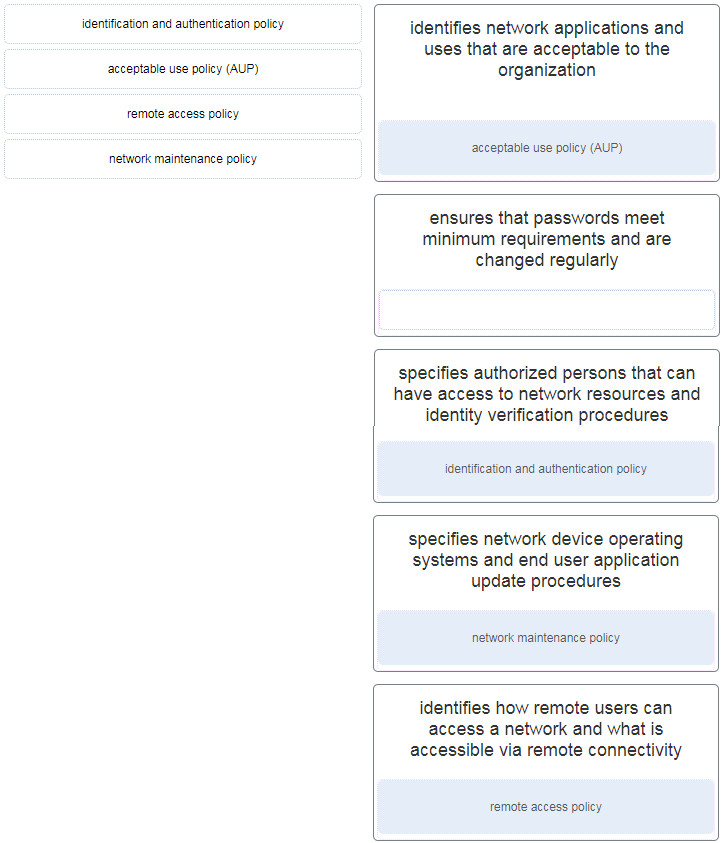 identification and authentication policy
acceptable use policy (AUP)
remote access policy
network maintenance policy
identifies network applications and
uses that are acceptable to the
organization
acceptable use policy (AUP)
ensures that passwords meet
minimum requirements and are
changed regularly
specifies authorized persons that can
have access to network resources and
identity verification procedures
identification and authentication policy
specifies network device operating
systems and end user application
update procedures
network maintenance policy
identifies how remote users can
access a network and what is
accessible via remote connectivity
remote access policy